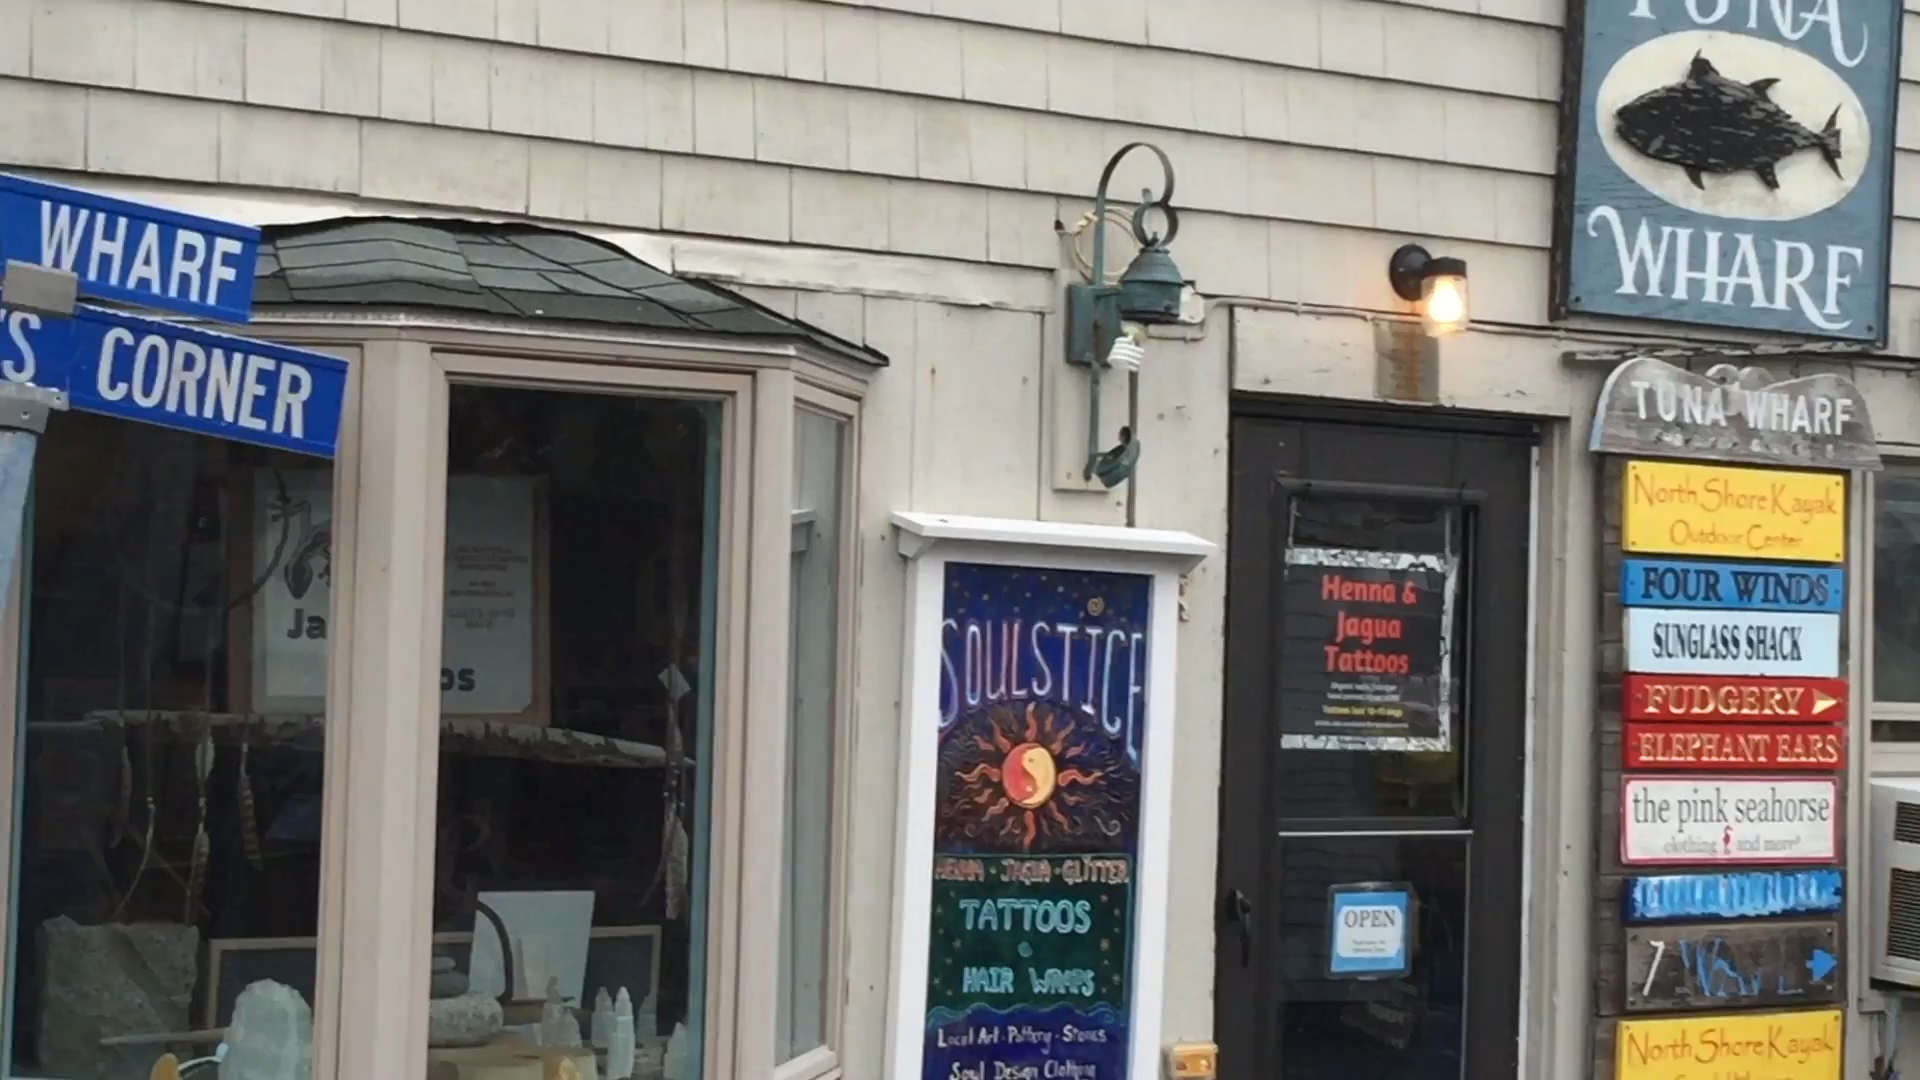 WHARF
'S CORNER
Ja
os
SOULSTICE
HENNA · JAGUA · GLITTER
TATTOOS
HAIR WRAPS
Local Art · Pottery · Stones
Soul Design Clothing
Henna &
Jagua
Tattoos
OPEN
TUNA
WHARF
TUNA WHARF
North Shore Kayak
Outdoor Center
FOUR WINDS
SUNGLASS SHACK
FUDGERY
ELEPHANT EARS
the pink seahorse
clothing and more
North Shore Kayak